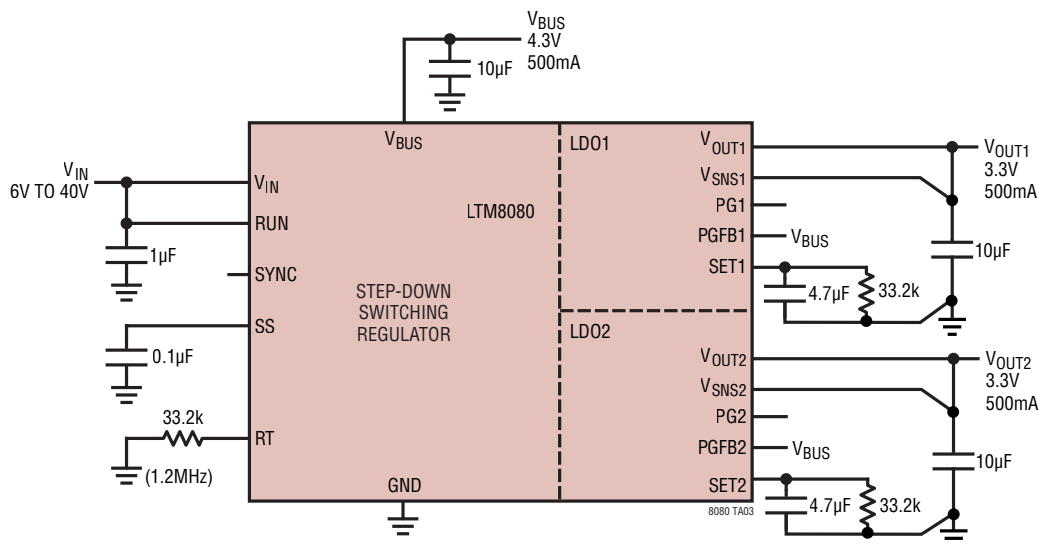 VBUS
4.3V
500mA
10µF
VBUS
LDO1
VOUT1
VOUT1
3.3V
500mA
VIN
6V TO 40V
VIN
VSNS1
LTM8080
PG1
RUN
PGFB1
VBUS
10µF
1µF
SYNC
SET1
4.7µF
33.2k
STEP-DOWN
SWITCHING
REGULATOR
SS
LDO2
0.1µF
VOUT2
VOUT2
3.3V
500mA
VSNS2
PG2
33.2k
RT
PGFB2
VBUS
10µF
(1.2MHz)
GND
SET2
4.7µF
33.2k
8080 TA03